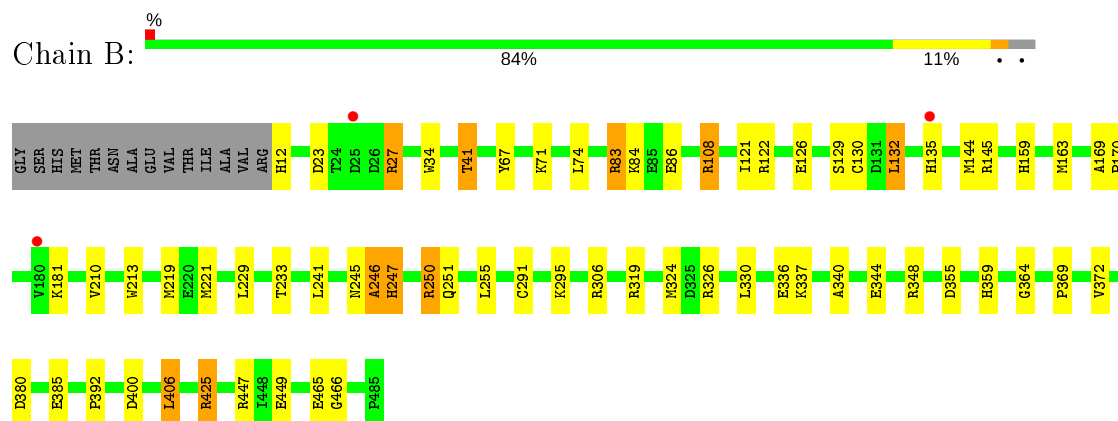 %
Chain B:
84% 11% • •
GLY SER HIS MET THR ASN ALA GLU VAL THR ILE ALA VAL ARG H12 D23 T24 D25 D26 R27 W34 T41 Y67 K71 L74 R83 K84 E85 E86 R108 I121 R122 E126 S129 C130 D131 L132 H135 M144 R145 H159 M163 A169 P170
V180 K181 V210 W213 M219 E220 M221 L229 T233 L241 N245 A246 H247 R250 Q251 L255 C291 K295 R306 R319 M324 D325 R326 L330 E336 K337 A340 E344 R348 D355 H359 G364 P369 V372
D380 E385 P392 D400 L406 R425 R447 I448 E449 E465 G466 P485